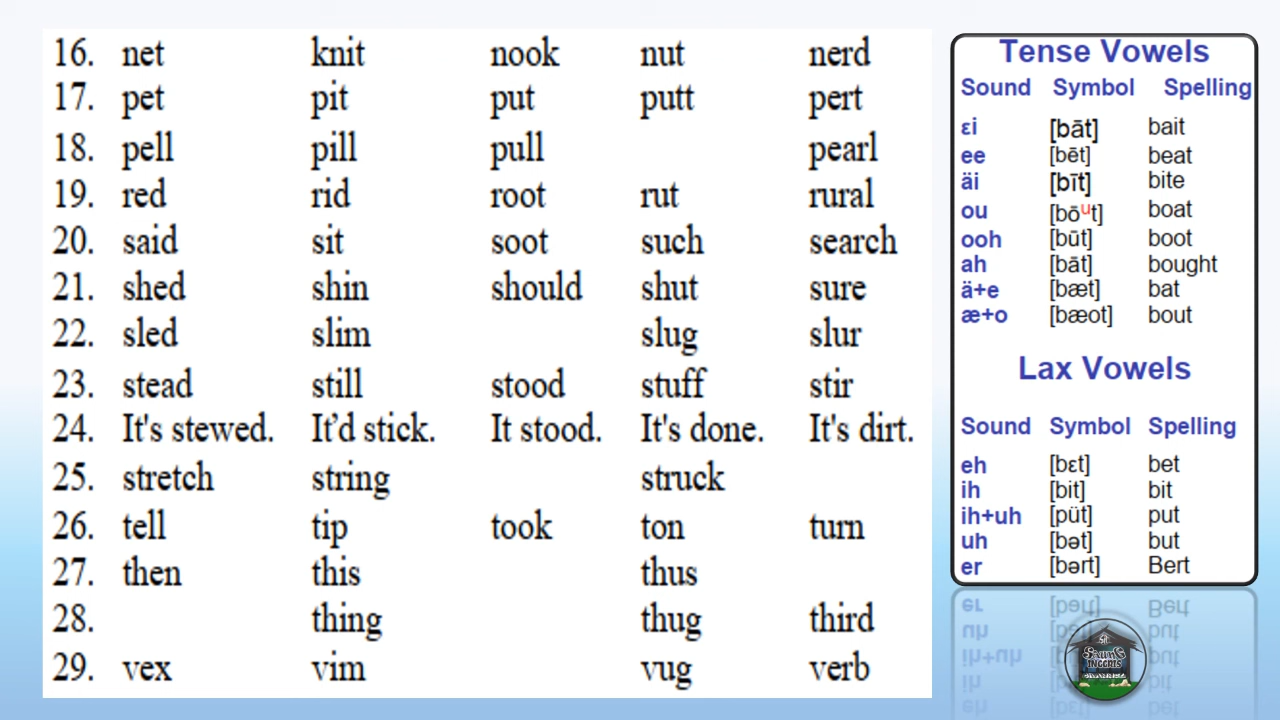 16. net knit nook nut nerd
17. pet pit put putt pert
18. pell pill pull pearl
19. red rid root rut rural
20. said sit soot such search
21. shed shin should shut sure
22. sled slim slug slur
23. stead still stood stuff stir
24. It's stewed. It’d stick. It stood. It's done. It's dirt.
25. stretch string struck
26. tell tip took ton turn
27. then this thus
28. thing thug third
29. vex vim vug verb
Tense Vowels
Sound Symbol Spelling
ɛi [bāt] bait
ee [bēt] beat
äi [bīt] bite
ou [bōᵘt] boat
ooh [būt] boot
ah [bāt] bought
ä+e [bæt] bat
æ+o [bæot] bout
Lax Vowels
Sound Symbol Spelling
eh [bɛt] bet
ih [bit] bit
ih+uh [püt] put
uh [bət] but
er [bərt] Bert
INGGRIS